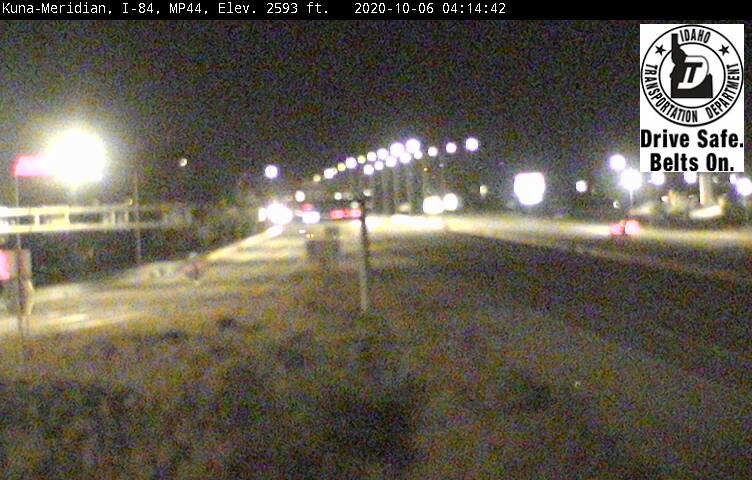 Kuna-Meridian, I-84, MP44, Elev. 2593 ft. 2020-10-06 04:14:42
IDAHO
TRANSPORTATION DEPARTMENT
Drive Safe.
Belts On.